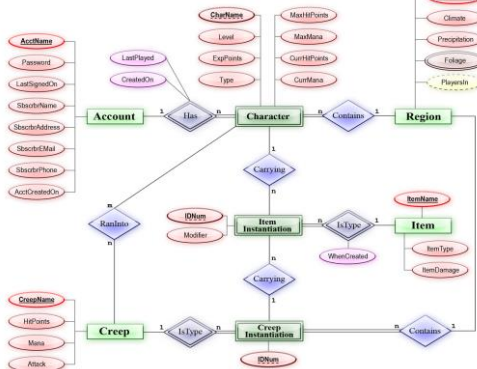 CharName
MaxHitPoints
Climate
AcctName
Level
MaxMana
Precipitation
Password
LastPlayed
ExpPoints
CurrHitPoints
Foliage
LastSignedOn
CreatedOn
Type
CurrMana
PlayersIn
SbscrbrName
Account
1
Has
n
Character
n
Contains
1
Region
SbscrbrAddress
SbscrbrEMail
SbscrbrPhone
AcctCreatedOn
m
1
1
Carrying
RanInto
n
n
IDNum
Modifier
Item
Instantiation
n
IsType
1
ItemName
Item
WhenCreated
ItemType
ItemDamage
n
Carrying
CreepName
HitPoints
Mana
Attack
n
1
Creep
1
IsType
n
Creep
Instantiation
n
Contains
1
IDNum